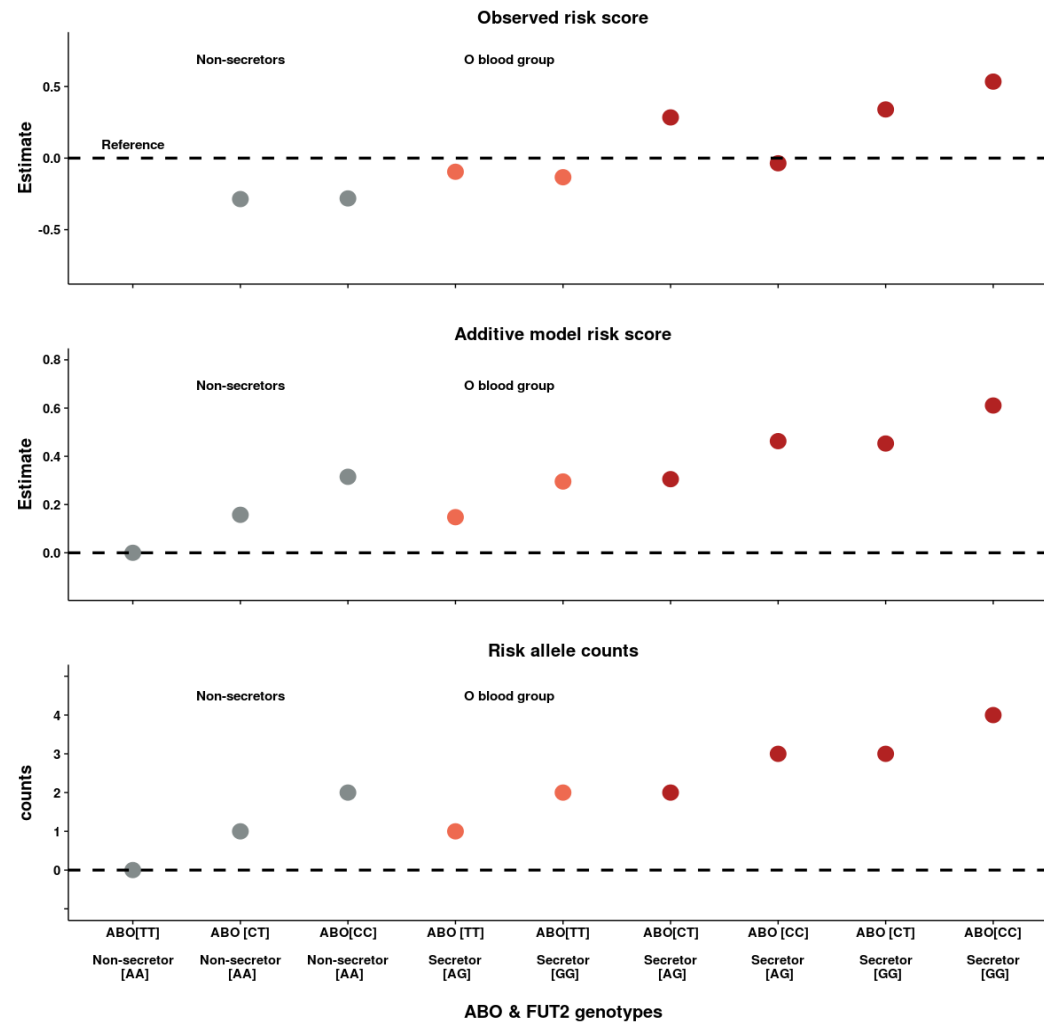 Observed risk score
Non-secretors
O blood group
Estimate
0.5
0.0
-0.5
Reference
Additive model risk score
Non-secretors
O blood group
Estimate
0.8
0.6
0.4
0.2
0.0
Risk allele counts
Non-secretors
O blood group
counts
4
3
2
1
0
ABO[TT] ABO [CT] ABO[CC] ABO [TT] ABO[TT] ABO[CT] ABO [CC] ABO [CT] ABO[CC]
Non-secretor Non-secretor Non-secretor Secretor Secretor Secretor Secretor Secretor Secretor
[AA] [AA] [AA] [AG] [GG] [AG] [AG] [GG] [GG]
ABO & FUT2 genotypes